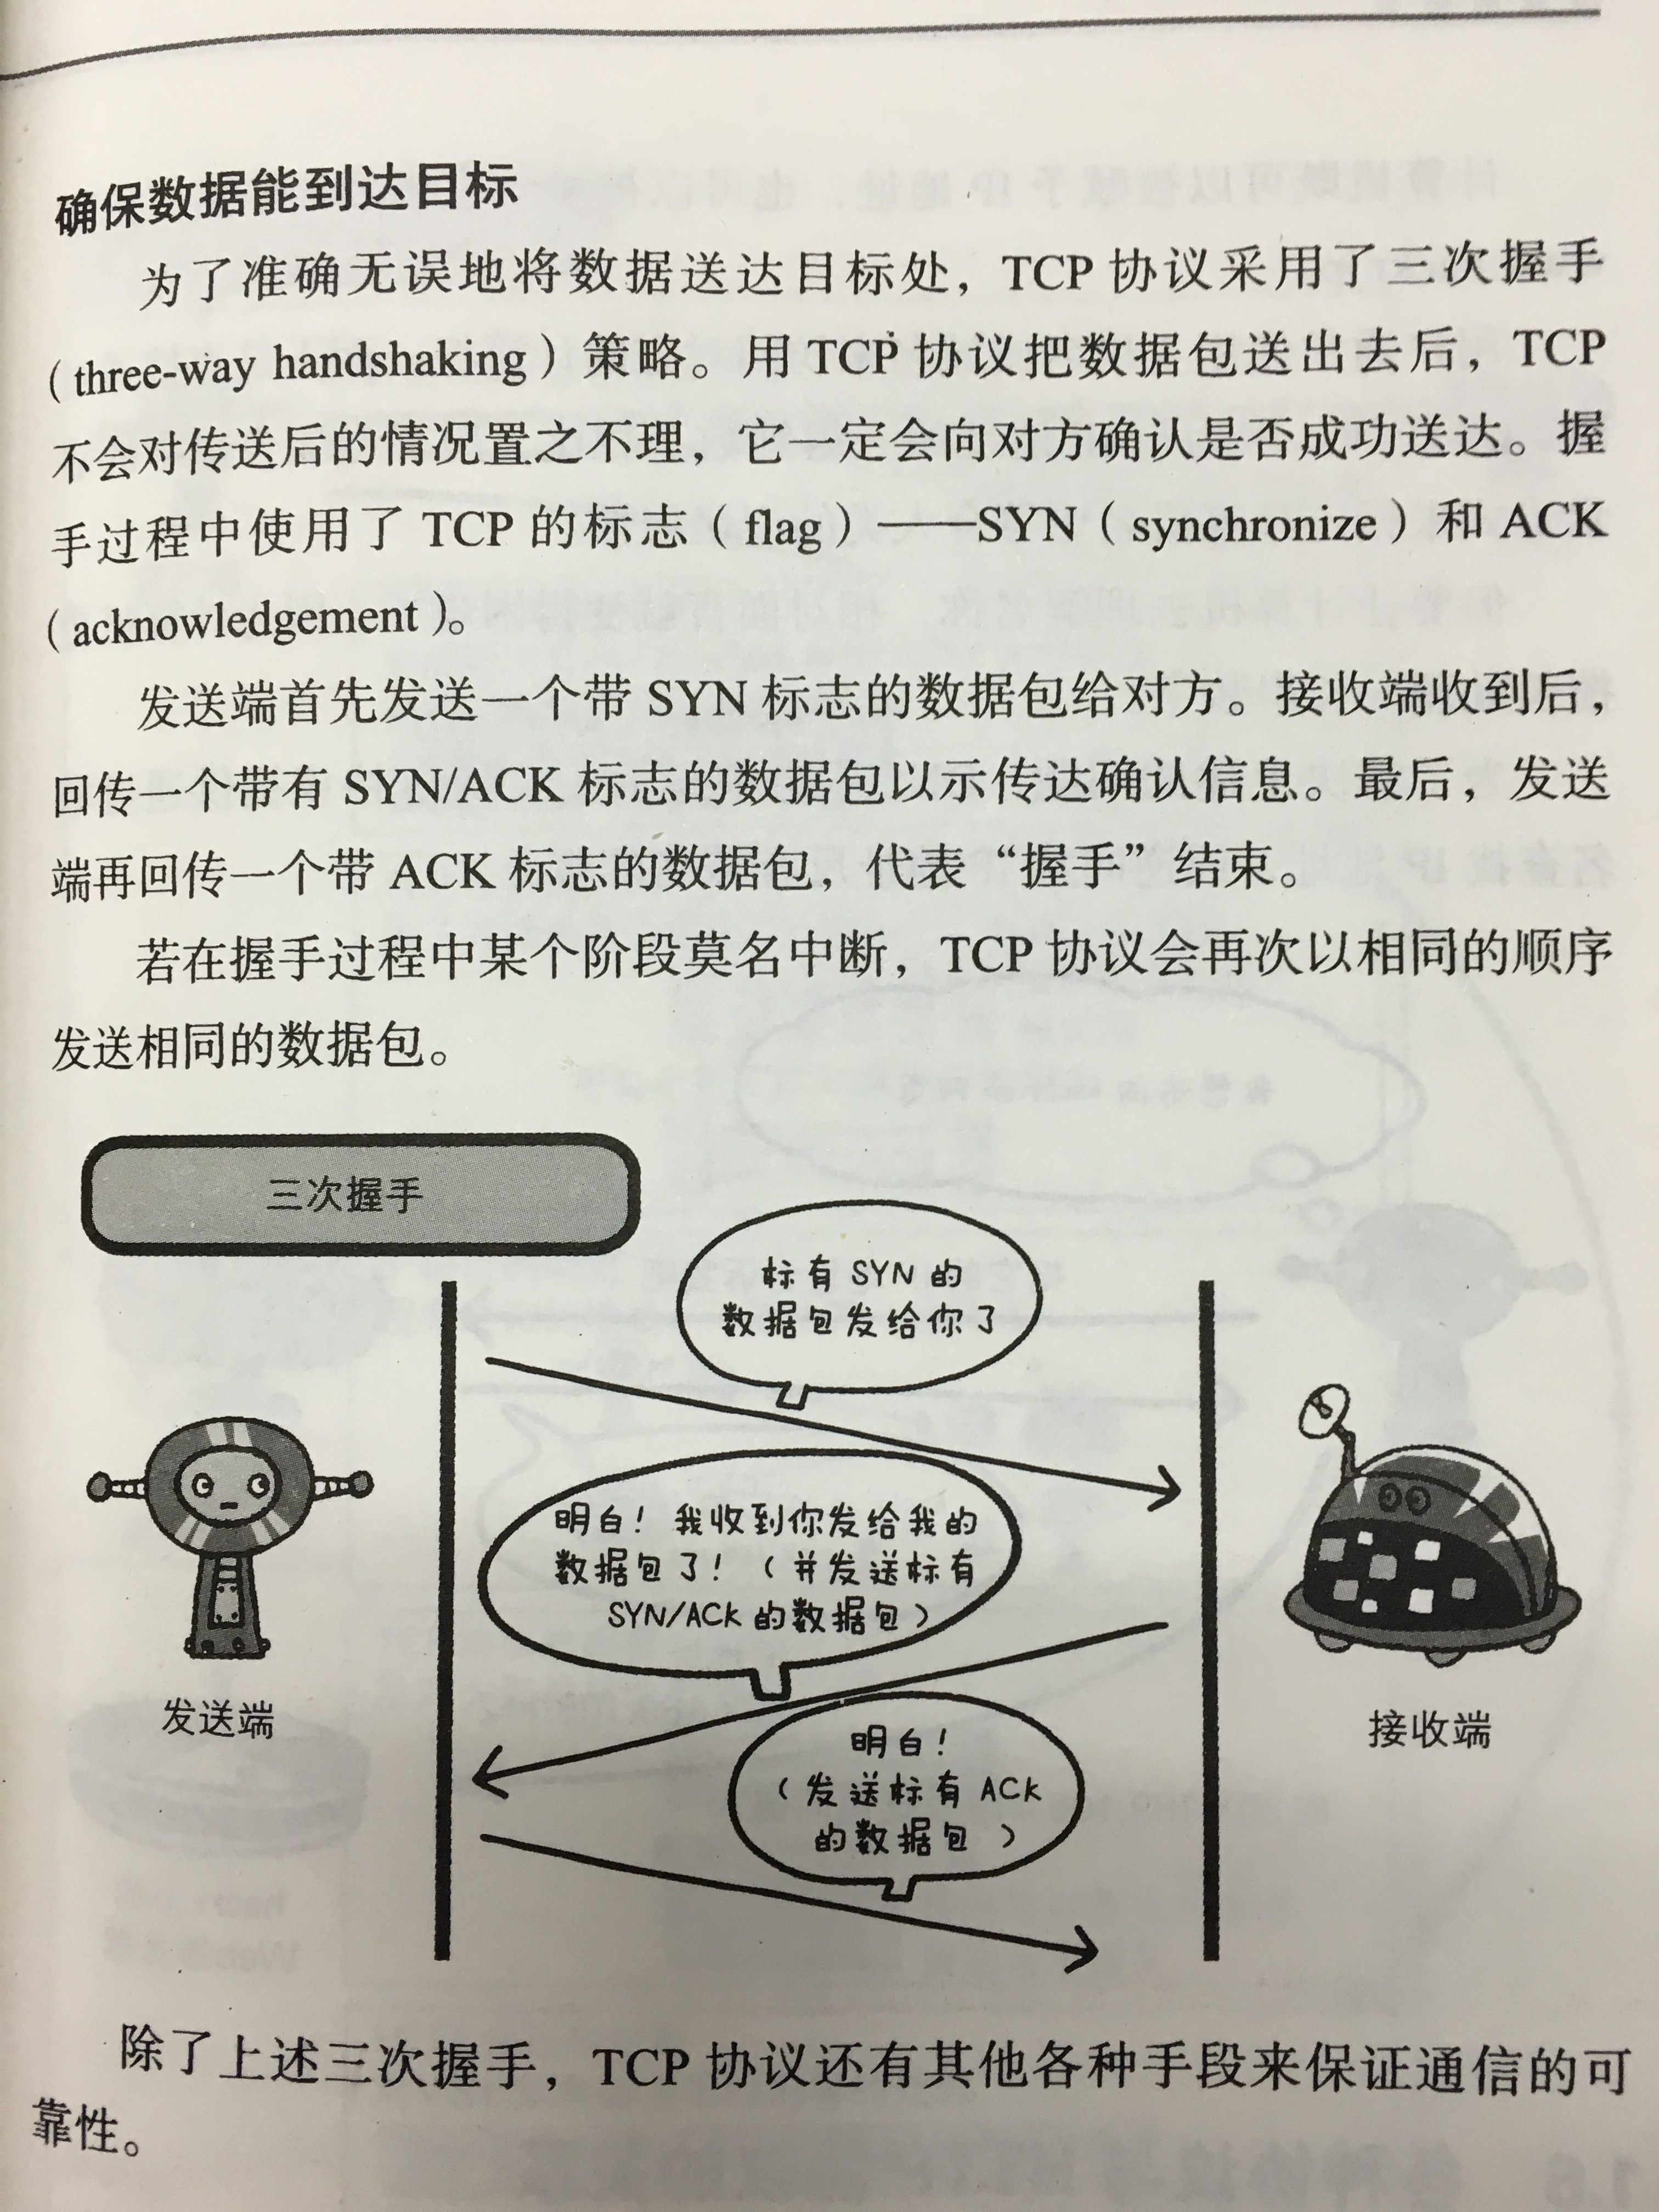 确保数据能到达目标
为了准确无误地将数据送达目标处，TCP 协议采用了三次握手
（three-way handshaking）策略。用 TCP 协议把数据包送出去后，TCP
不会对传送后的情况置之不理，它一定会向对方确认是否成功送达。握
手过程中使用了 TCP 的标志（flag）——SYN（synchronize）和 ACK
（acknowledgement）。
发送端首先发送一个带 SYN 标志的数据包给对方。接收端收到后，
回传一个带有 SYN/ACK 标志的数据包以示传达确认信息。最后，发送
端再回传一个带 ACK 标志的数据包，代表“握手”结束。
若在握手过程中某个阶段莫名中断，TCP 协议会再次以相同的顺序
发送相同的数据包。
三次握手
标有 SYN 的
数据包发给你了
明白！我收到你发给我的
数据包了！（并发送标有
SYN/ACK 的数据包）
发送端
接收端
明白！
（发送标有 ACK
的数据包）
除了上述三次握手，TCP 协议还有其他各种手段来保证通信的可
靠性。